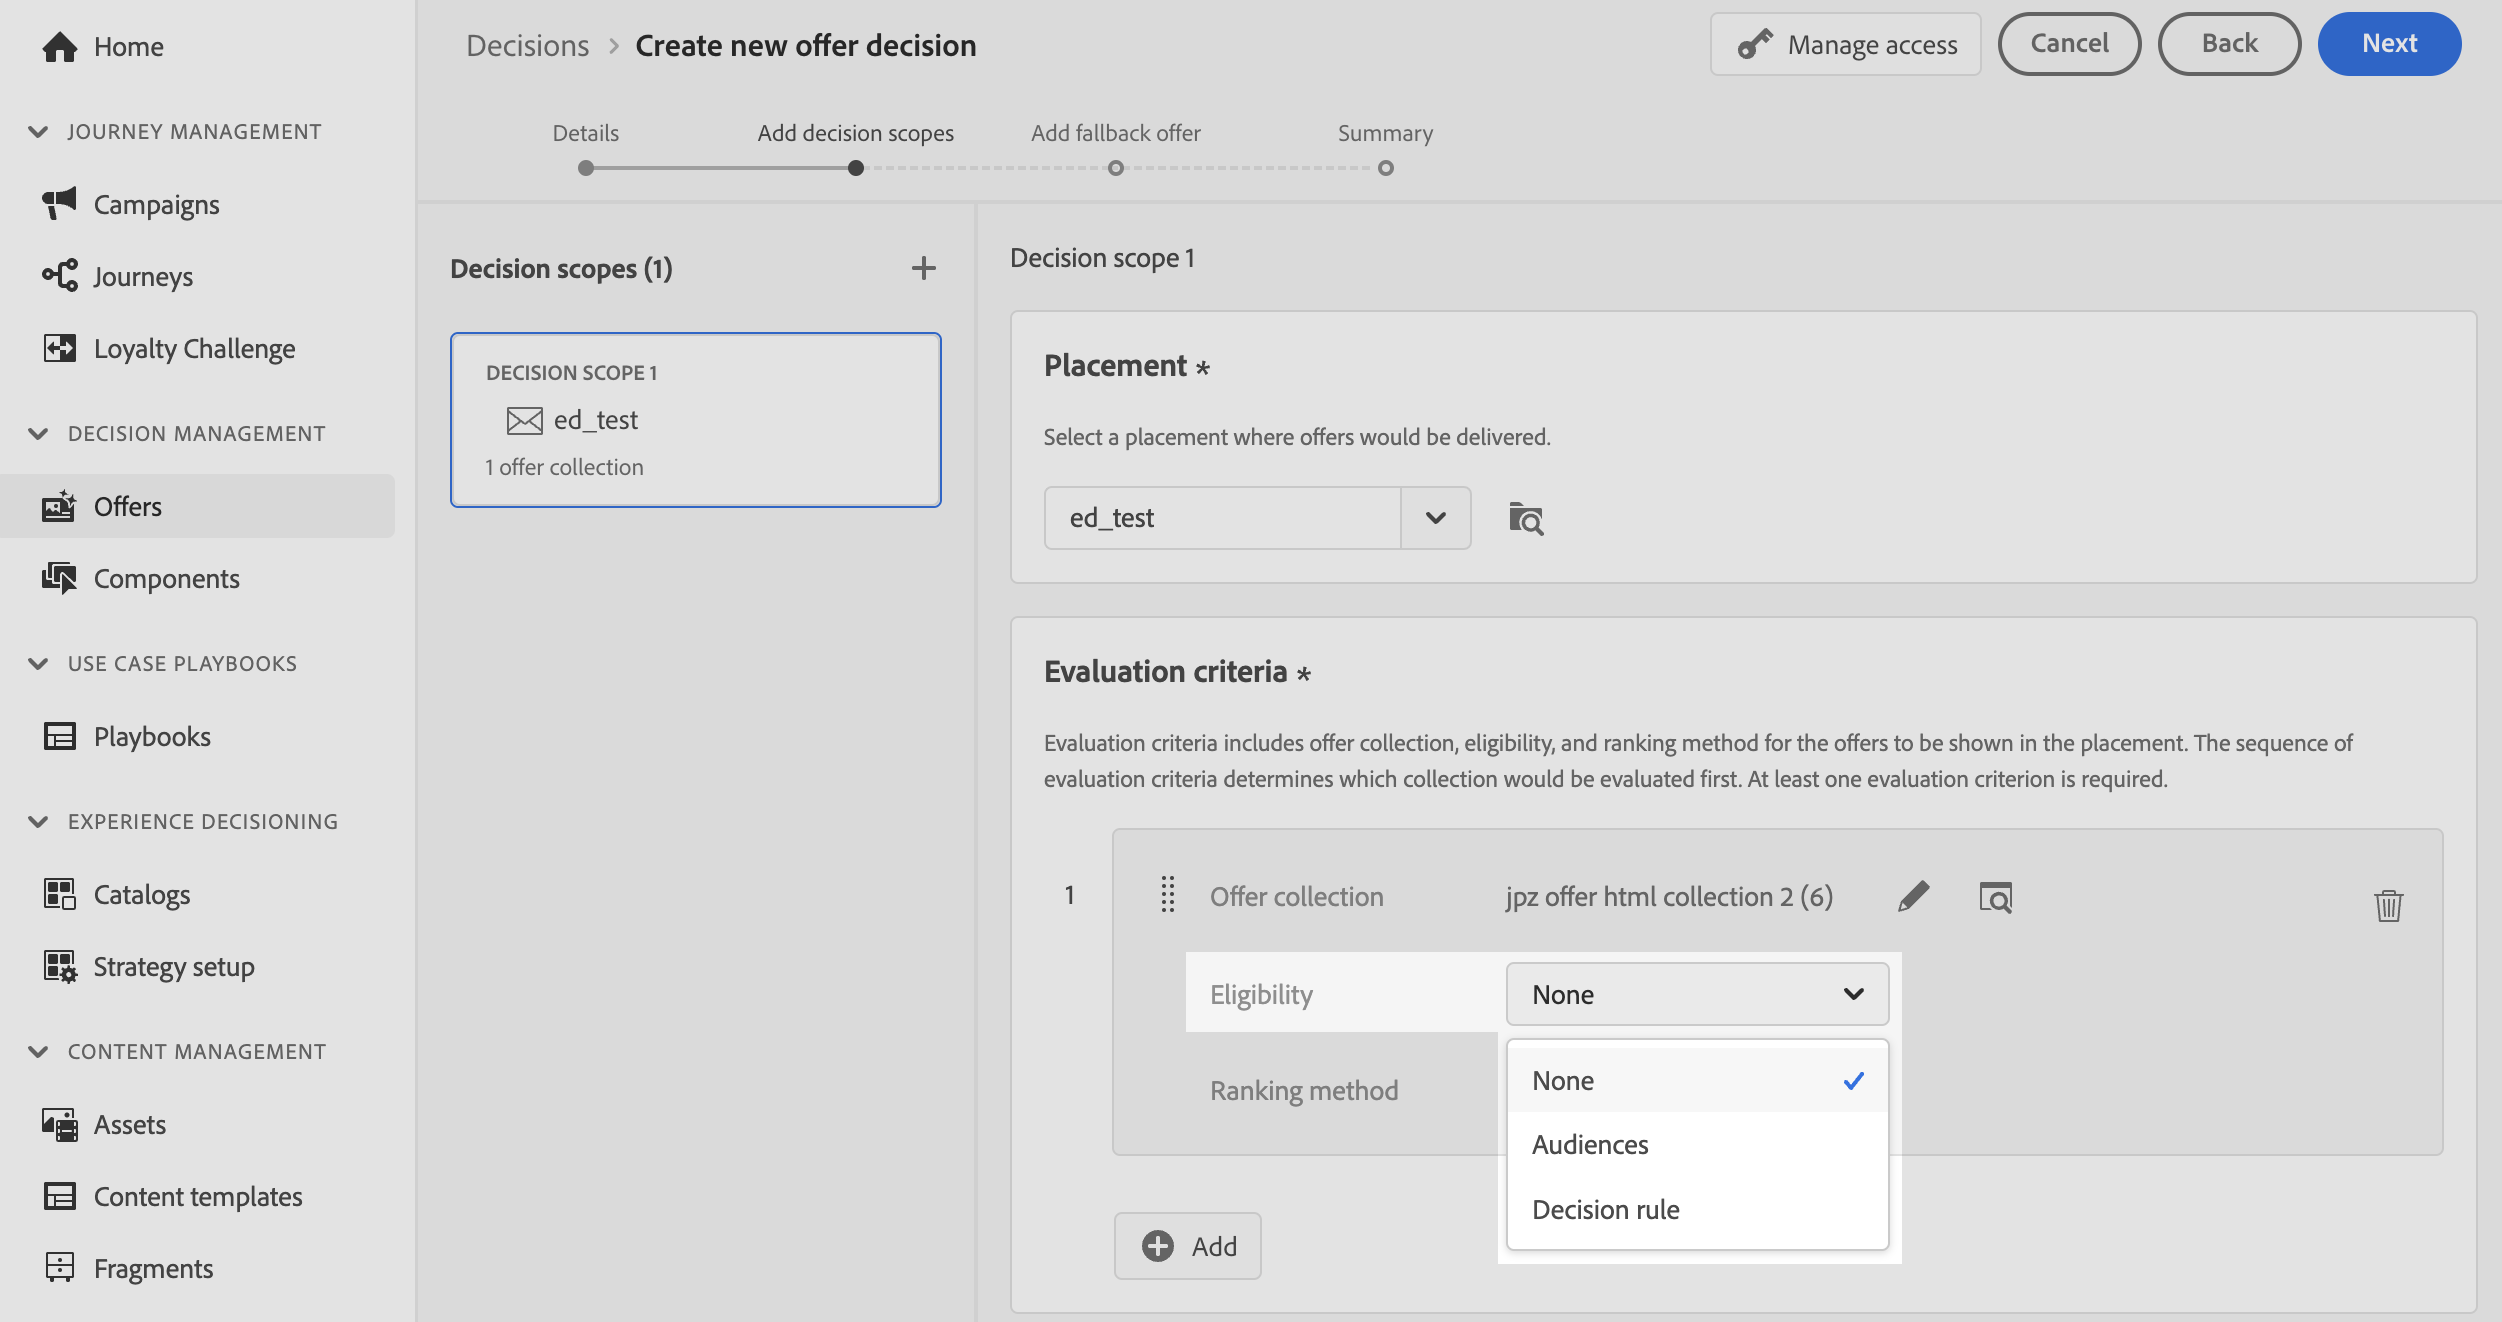 Home
JOURNEY MANAGEMENT
Campaigns
Journeys
Loyalty Challenge
DECISION MANAGEMENT
Offers
Components
USE CASE PLAYBOOKS
Playbooks
EXPERIENCE DECISIONING
Catalogs
Strategy setup
CONTENT MANAGEMENT
Assets
Content templates
Fragments
Decisions > Create new offer decision
Manage access
Cancel
Back
Next
Details
Add decision scopes
Add fallback offer
Summary
Decision scopes (1)
DECISION SCOPE 1
ed_test
1 offer collection
Decision scope 1
Placement *
Select a placement where offers would be delivered.
ed_test
Evaluation criteria *
Evaluation criteria includes offer collection, eligibility, and ranking method for the offers to be shown in the placement. The sequence of
evaluation criteria determines which collection would be evaluated first. At least one evaluation criterion is required.
1
Offer collection
jpz offer html collection 2 (6)
Eligibility
None
Ranking method
None
Audiences
Decision rule
Add